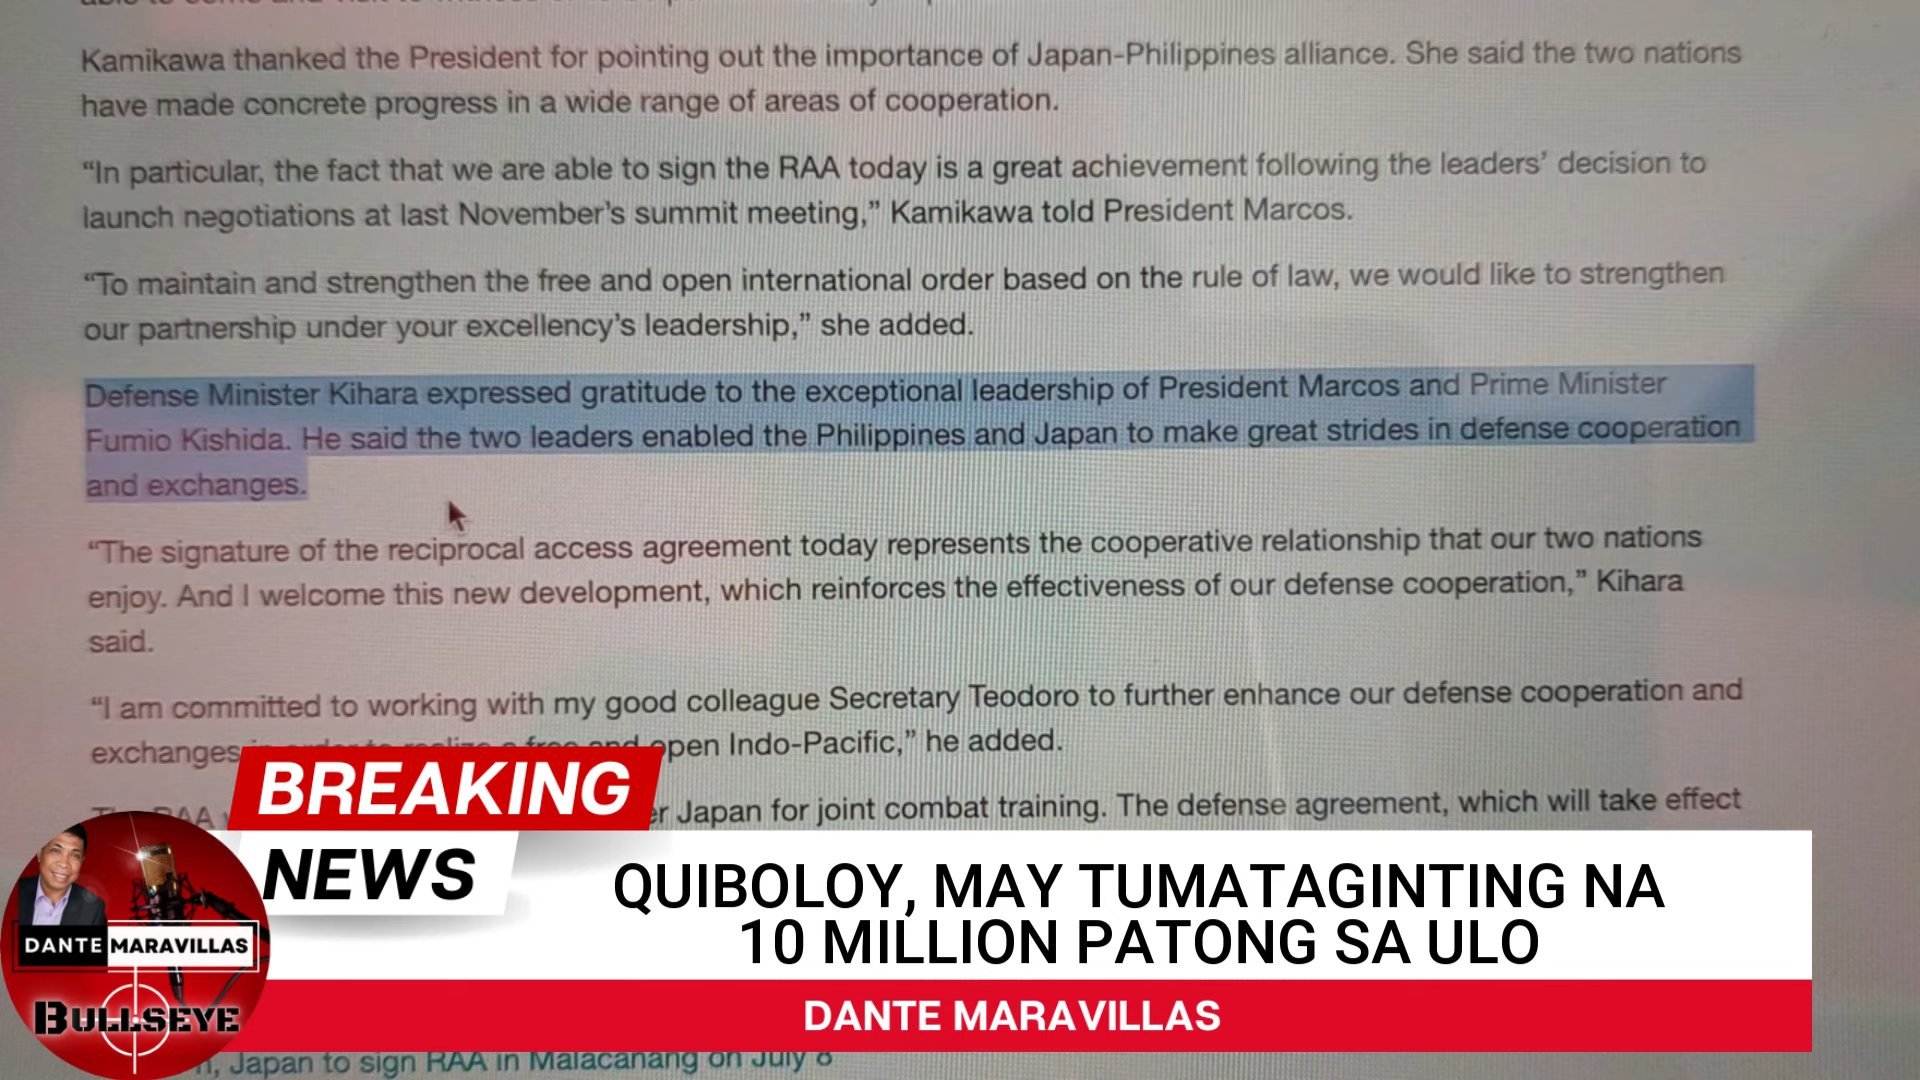 Kamikawa thanked the President for pointing out the importance of Japan-Philippines alliance. She said the two nations
have made concrete progress in a wide range of areas of cooperation.
“In particular, the fact that we are able to sign the RAA today is a great achievement following the leaders’ decision to
launch negotiations at last November’s summit meeting,” Kamikawa told President Marcos.
“To maintain and strengthen the free and open international order based on the rule of law, we would like to strengthen
our partnership under your excellency’s leadership,” she added.
Defense Minister Kihara expressed gratitude to the exceptional leadership of President Marcos and Prime Minister
Fumio Kishida. He said the two leaders enabled the Philippines and Japan to make great strides in defense cooperation
and exchanges.
“The signature of the reciprocal access agreement today represents the cooperative relationship that our two nations
enjoy. And I welcome this new development, which reinforces the effectiveness of our defense cooperation,” Kihara
said.
“I am committed to working with my good colleague Secretary Teodoro to further enhance our defense cooperation and
exchanges in order to realize a free and open Indo-Pacific,” he added.
Japan for joint combat training. The defense agreement, which will take effect
BREAKING
NEWS
QUIBOLOY, MAY TUMATAGINTING NA
10 MILLION PATONG SA ULO
DANTE MARAVILLAS
DANTE MARAVILLAS
BULLSEYE
Japan to sign RAA in Malacanang on July 8